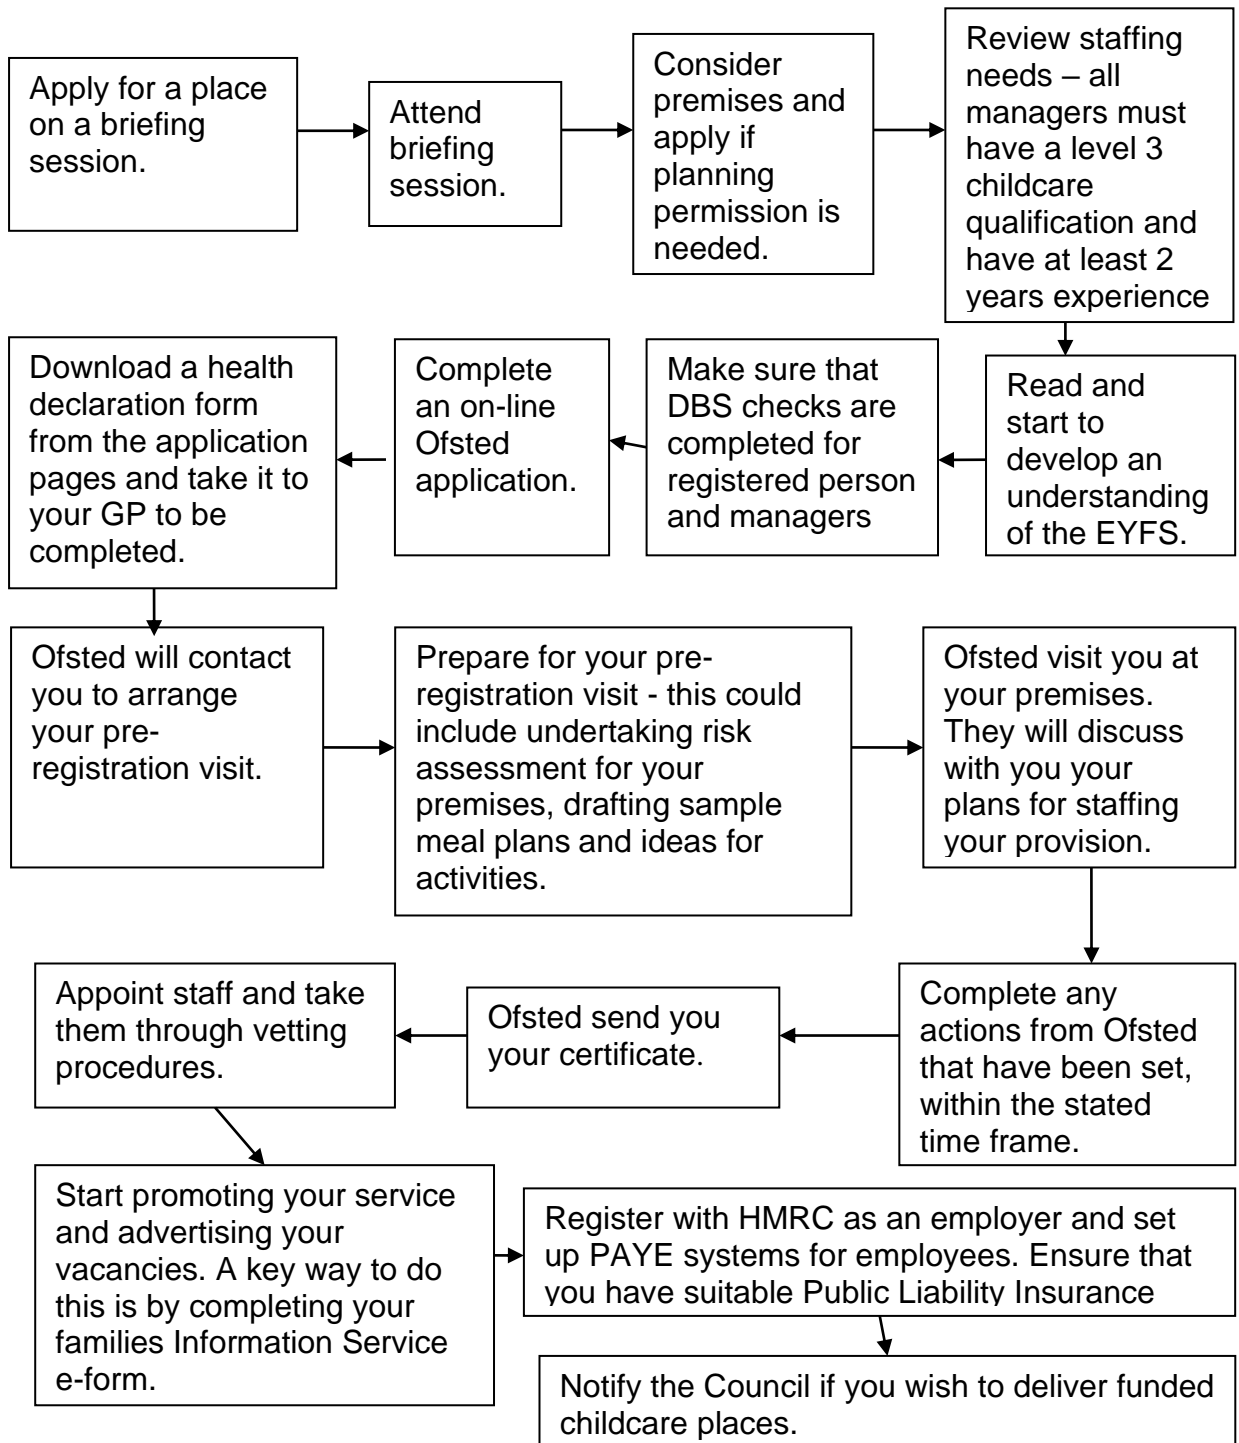 Apply for a place
on a briefing
session.
Attend
briefing
session.
Consider
premises and
apply if
planning
permission is
needed.
Review staffing
needs – all
managers must
have a level 3
childcare
qualification and
have at least 2
years experience
Read and
start to
develop an
understanding
of the EYFS.
Make sure that
DBS checks are
completed for
registered person
and managers
Complete
an on-line
Ofsted
application.
Download a health
declaration form
from the application
pages and take it to
your GP to be
completed.
Ofsted will contact
you to arrange
your pre-
registration visit.
Prepare for your pre-
registration visit - this could
include undertaking risk
assessment for your
premises, drafting sample
meal plans and ideas for
activities.
Ofsted visit you at
your premises.
They will discuss
with you your
plans for staffing
your provision.
Complete any
actions from Ofsted
that have been set,
within the stated
time frame.
Ofsted send you
your certificate.
Appoint staff and take
them through vetting
procedures.
Start promoting your service
and advertising your
vacancies. A key way to do
this is by completing your
families Information Service
e-form.
Register with HMRC as an employer and set
up PAYE systems for employees. Ensure that
you have suitable Public Liability Insurance
Notify the Council if you wish to deliver funded
childcare places.